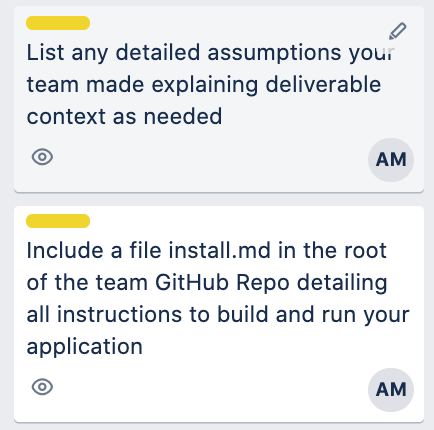 List any detailed assumptions your
team made explaining deliverable
context as needed
AM
Include a file install.md in the root
of the team GitHub Repo detailing
all instructions to build and run your
application
AM